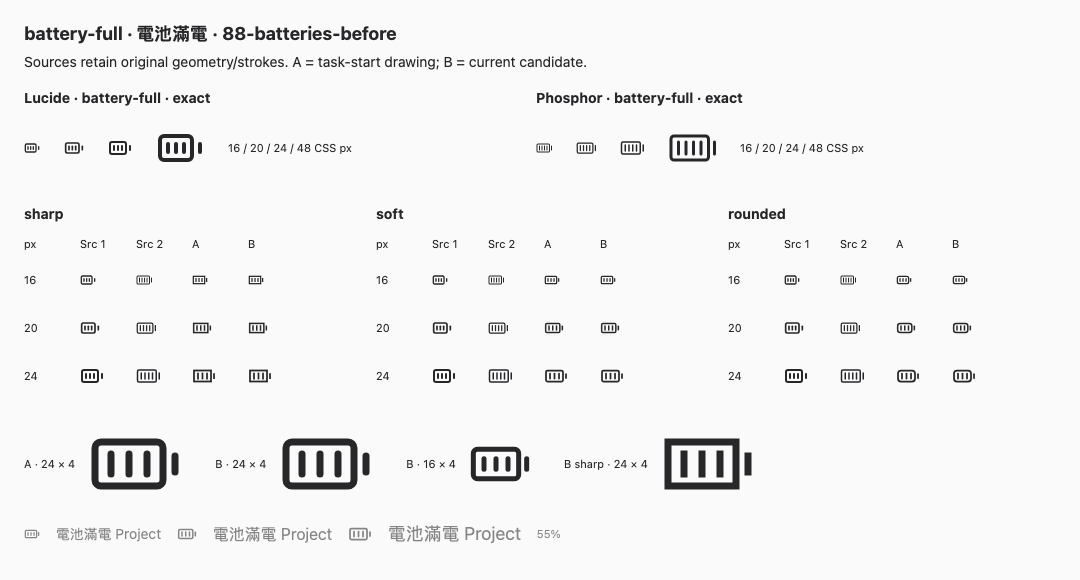 battery-full · 電池滿電 · 88-batteries-before
Sources retain original geometry/strokes. A = task-start drawing; B = current candidate.
Lucide · battery-full · exact
Phosphor · battery-full · exact
16 / 20 / 24 / 48 CSS px
16 / 20 / 24 / 48 CSS px
sharp
soft
rounded
px Src 1 Src 2 A B
px Src 1 Src 2 A B
px Src 1 Src 2 A B
16
16
16
20
20
20
24
24
24
A · 24 × 4
B · 24 × 4
B · 16 × 4
B sharp · 24 × 4
電池滿電 Project 電池滿電 Project 電池滿電 Project 55%